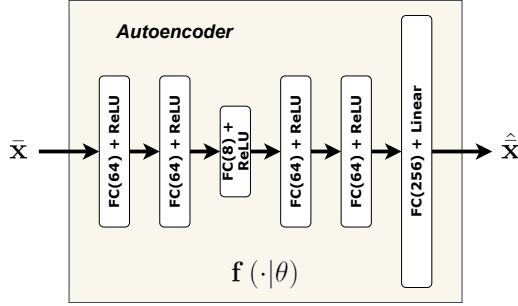 Autoencoder
x̄
FC(64) + ReLU
FC(64) + ReLU
FC(8) +
ReLU
FC(64) + ReLU
FC(64) + ReLU
FC(256) + Linear
x̄̂
f (·|θ)